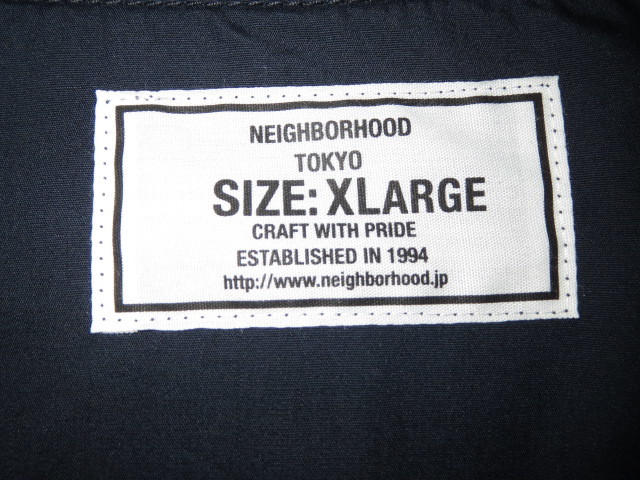 NEIGHBORHOOD
TOKYO
SIZE: XLARGE
CRAFT WITH PRIDE
ESTABLISHED IN 1994
http://www.neighborhood.jp